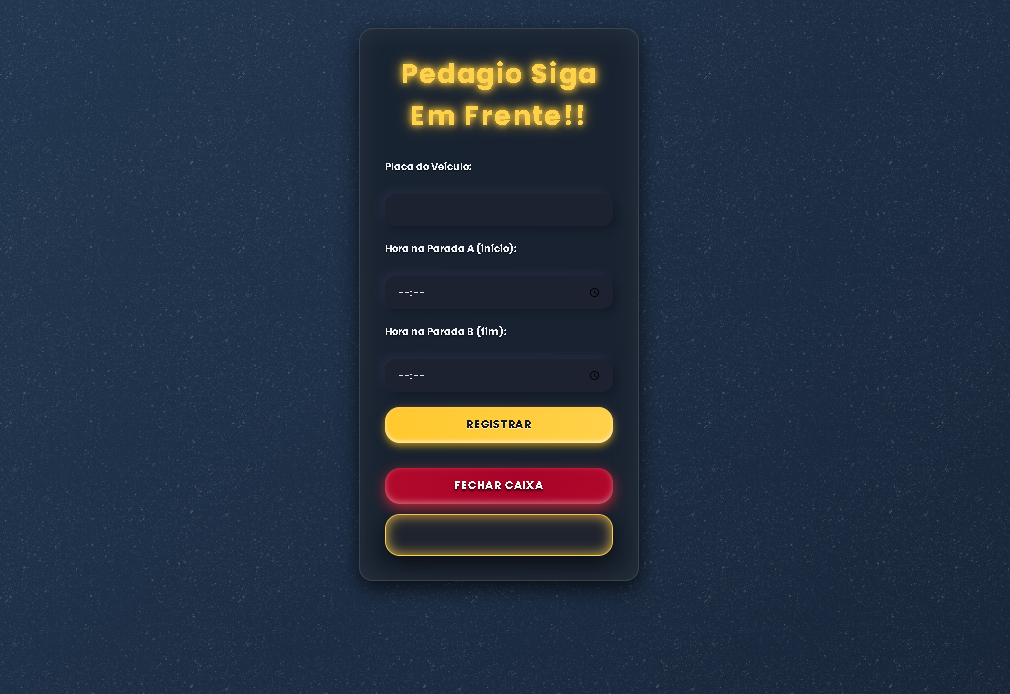 Pedagio Siga
Em Frente!!
Placa do Veículo:
Hora na Parada A (início):
--:--
Hora na Parada B (fim):
--:--
REGISTRAR
FECHAR CAIXA